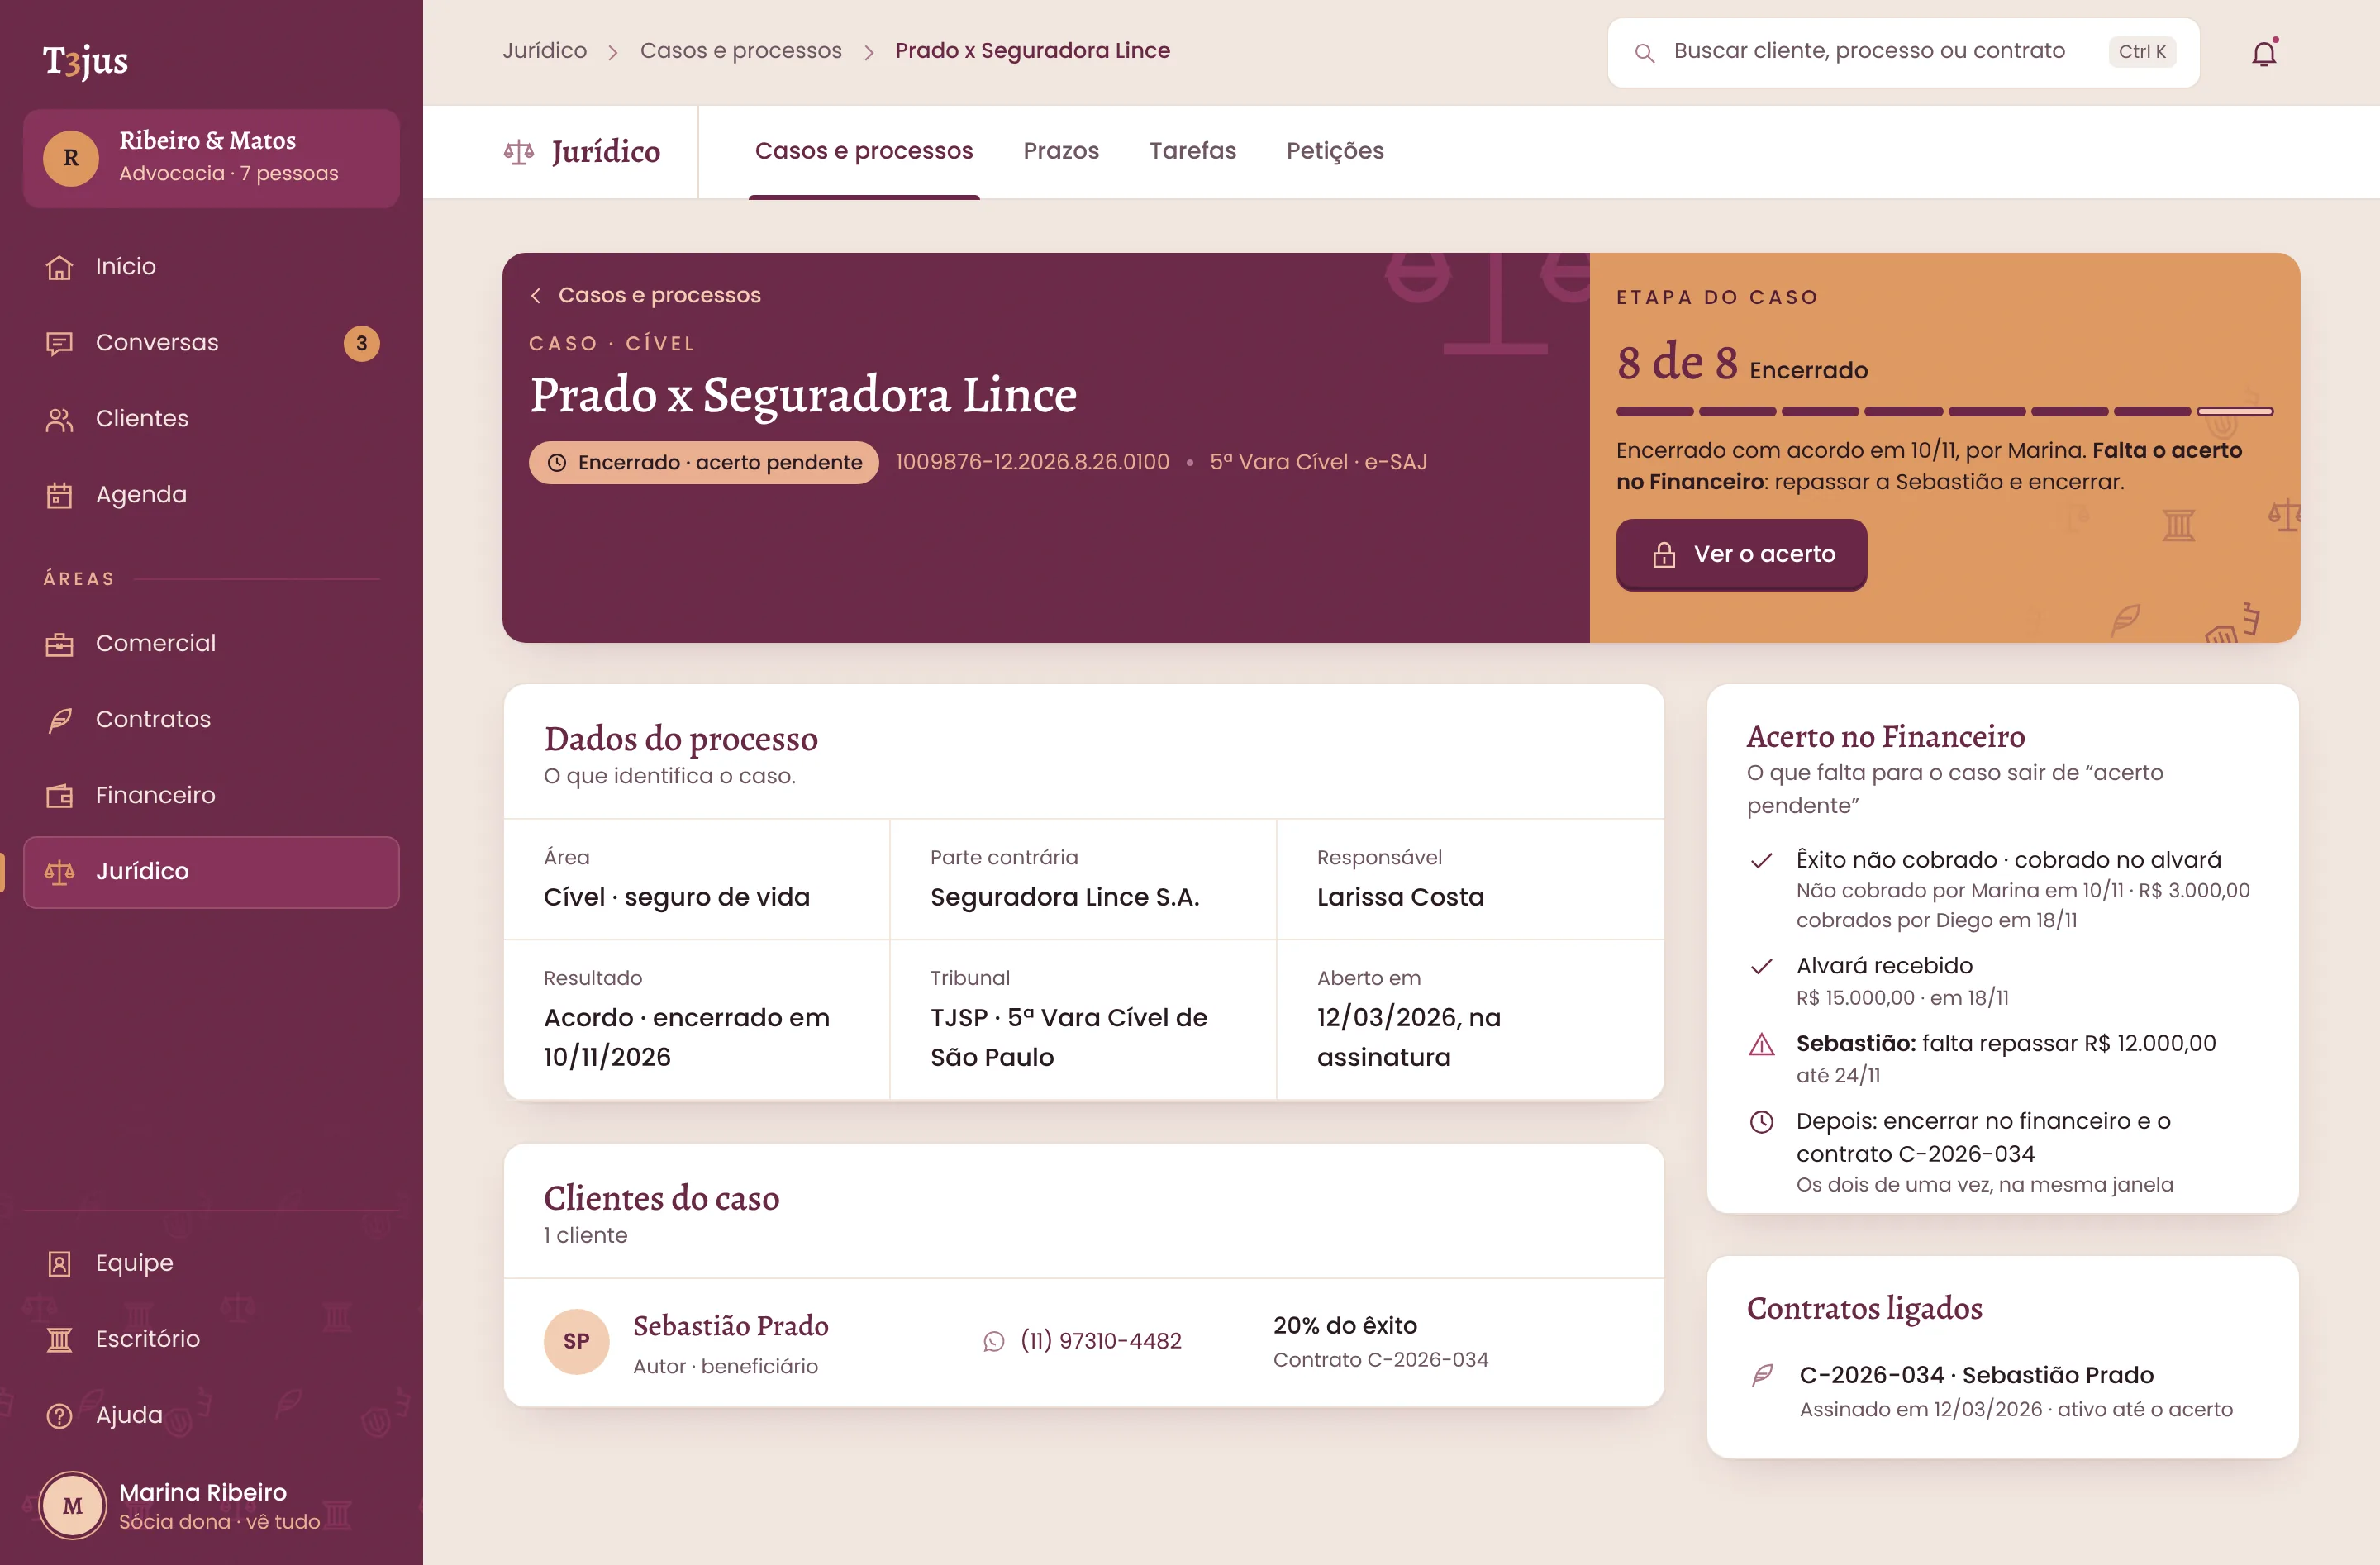 T3jus
R
Ribeiro & Matos
Advocacia · 7 pessoas
Início
Conversas
3
Clientes
Agenda
ÁREAS
Comercial
Contratos
Financeiro
Jurídico
Equipe
Escritório
Ajuda
M
Marina Ribeiro
Sócia dona · vê tudo
Jurídico
Casos e processos
Prado x Seguradora Lince
Buscar cliente, processo ou contrato
Ctrl K
Jurídico
Casos e processos
Prazos
Tarefas
Petições
Casos e processos
CASO · CÍVEL
Prado x Seguradora Lince
Encerrado · acerto pendente
1009876-12.2026.8.26.0100 • 5ª Vara Cível · e-SAJ
ETAPA DO CASO
8 de 8 Encerrado
Encerrado com acordo em 10/11, por Marina. Falta o acerto
no Financeiro: repassar a Sebastião e encerrar.
Ver o acerto
Dados do processo
O que identifica o caso.
Área
Cível · seguro de vida
Parte contrária
Seguradora Lince S.A.
Responsável
Larissa Costa
Resultado
Acordo · encerrado em
10/11/2026
Tribunal
TJSP · 5ª Vara Cível de
São Paulo
Aberto em
12/03/2026, na
assinatura
Clientes do caso
1 cliente
SP
Sebastião Prado
Autor · beneficiário
(11) 97310-4482
20% do êxito
Contrato C-2026-034
Acerto no Financeiro
O que falta para o caso sair de “acerto
pendente”
Êxito não cobrado · cobrado no alvará
Não cobrado por Marina em 10/11 · R$ 3.000,00
cobrados por Diego em 18/11
Alvará recebido
R$ 15.000,00 · em 18/11
Sebastião: falta repassar R$ 12.000,00
até 24/11
Depois: encerrar no financeiro e o
contrato C-2026-034
Os dois de uma vez, na mesma janela
Contratos ligados
C-2026-034 · Sebastião Prado
Assinado em 12/03/2026 · ativo até o acerto